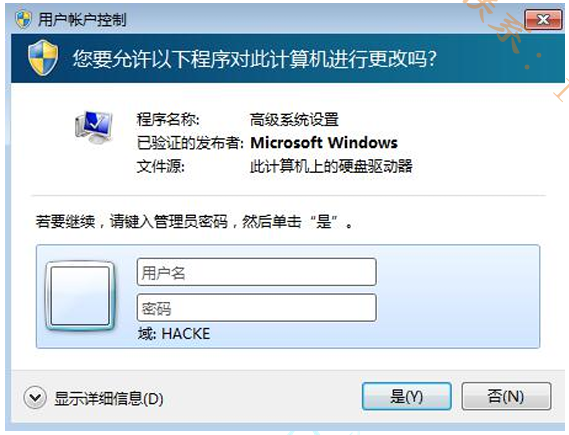 用户帐户控制
您要允许以下程序对此计算机进行更改吗?
程序名称: 高级系统设置
已验证的发布者: Microsoft Windows
文件源: 此计算机上的硬盘驱动器
若要继续，请键入管理员密码，然后单击“是”。
用户名
密码
域: HACKE
显示详细信息(D)
是(Y)
否(N)
联系: